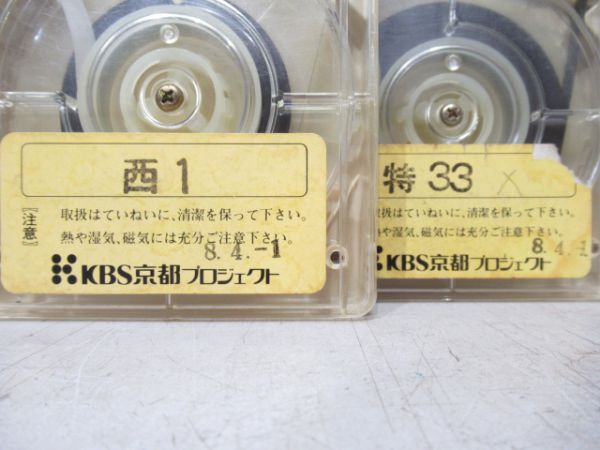 西1
〖注意〗
取扱はていねいに、清潔を保って下さい。
熱や湿気、磁気には充分ご注意下さい。
8.4.-1
KBS京都プロジェクト
特33 ×
取扱はていねいに、清潔を保って下さい。
や湿気、磁気には充分ご注意下さい。
8.4.-1
KBS京都プロジェクト